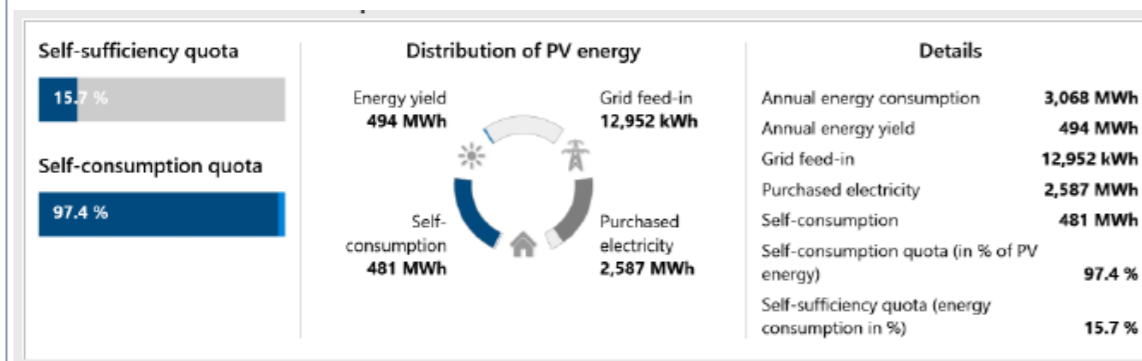 Self-sufficiency quota
15.7 %
Self-consumption quota
97.4 %
Distribution of PV energy
Energy yield
494 MWh
Grid feed-in
12,952 kWh
Self-
consumption
481 MWh
Purchased
electricity
2,587 MWh
Details
Annual energy consumption 3,068 MWh
Annual energy yield 494 MWh
Grid feed-in 12,952 kWh
Purchased electricity 2,587 MWh
Self-consumption 481 MWh
Self-consumption quota (in % of PV
energy) 97.4 %
Self-sufficiency quota (energy
consumption in %) 15.7 %